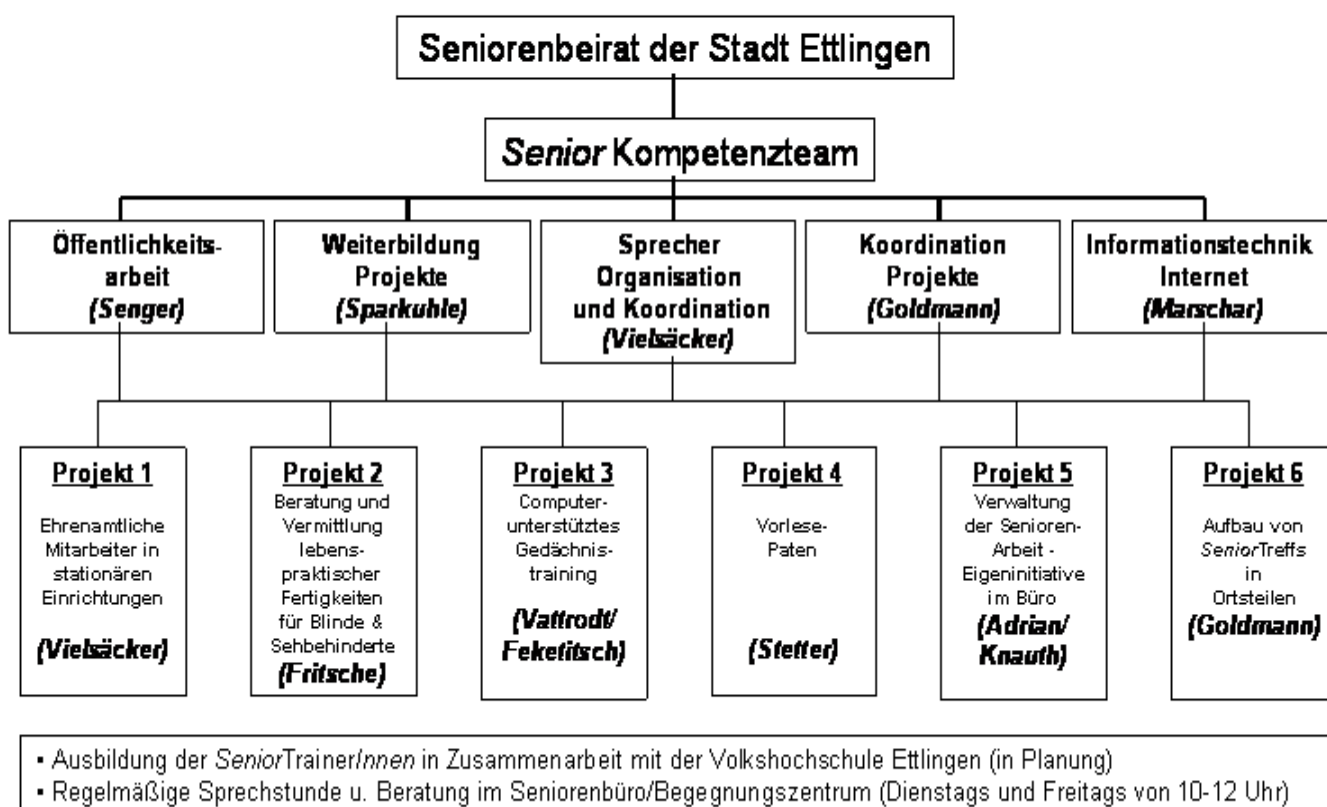 Seniorenbeirat der Stadt Ettlingen
Senior Kompetenzteam
Öffentlichkeits-
arbeit
(Senger)
Weiterbildung
Projekte
(Sparkuhle)
Sprecher
Organisation
und Koordination
(Vielsäcker)
Koordination
Projekte
(Goldmann)
Informationstechnik
Internet
(Marschar)
Projekt 1
Ehrenamtliche
Mitarbeiter in
stationären
Einrichtungen
(Vielsäcker)
Projekt 2
Beratung und
Vermittlung
lebens-
praktischer
Fertigkeiten
für Blinde &
Sehbehinderte
(Fritsche)
Projekt 3
Computer-
unterstütztes
Gedächnis-
training
(Vattrodt/
Feketitsch)
Projekt 4
Vorlese-
Paten
(Stetter)
Projekt 5
Verwaltung
der Senioren-
Arbeit -
Eigeninitiative
im Büro
(Adrian/
Knauth)
Projekt 6
Aufbau von
SeniorTreffs
in
Ortsteilen
(Goldmann)
▪ Ausbildung der SeniorTrainerInnen in Zusammenarbeit mit der Volkshochschule Ettlingen (in Planung)
▪ Regelmäßige Sprechstunde u. Beratung im Seniorenbüro/Begegnungszentrum (Dienstags und Freitags von 10-12 Uhr)